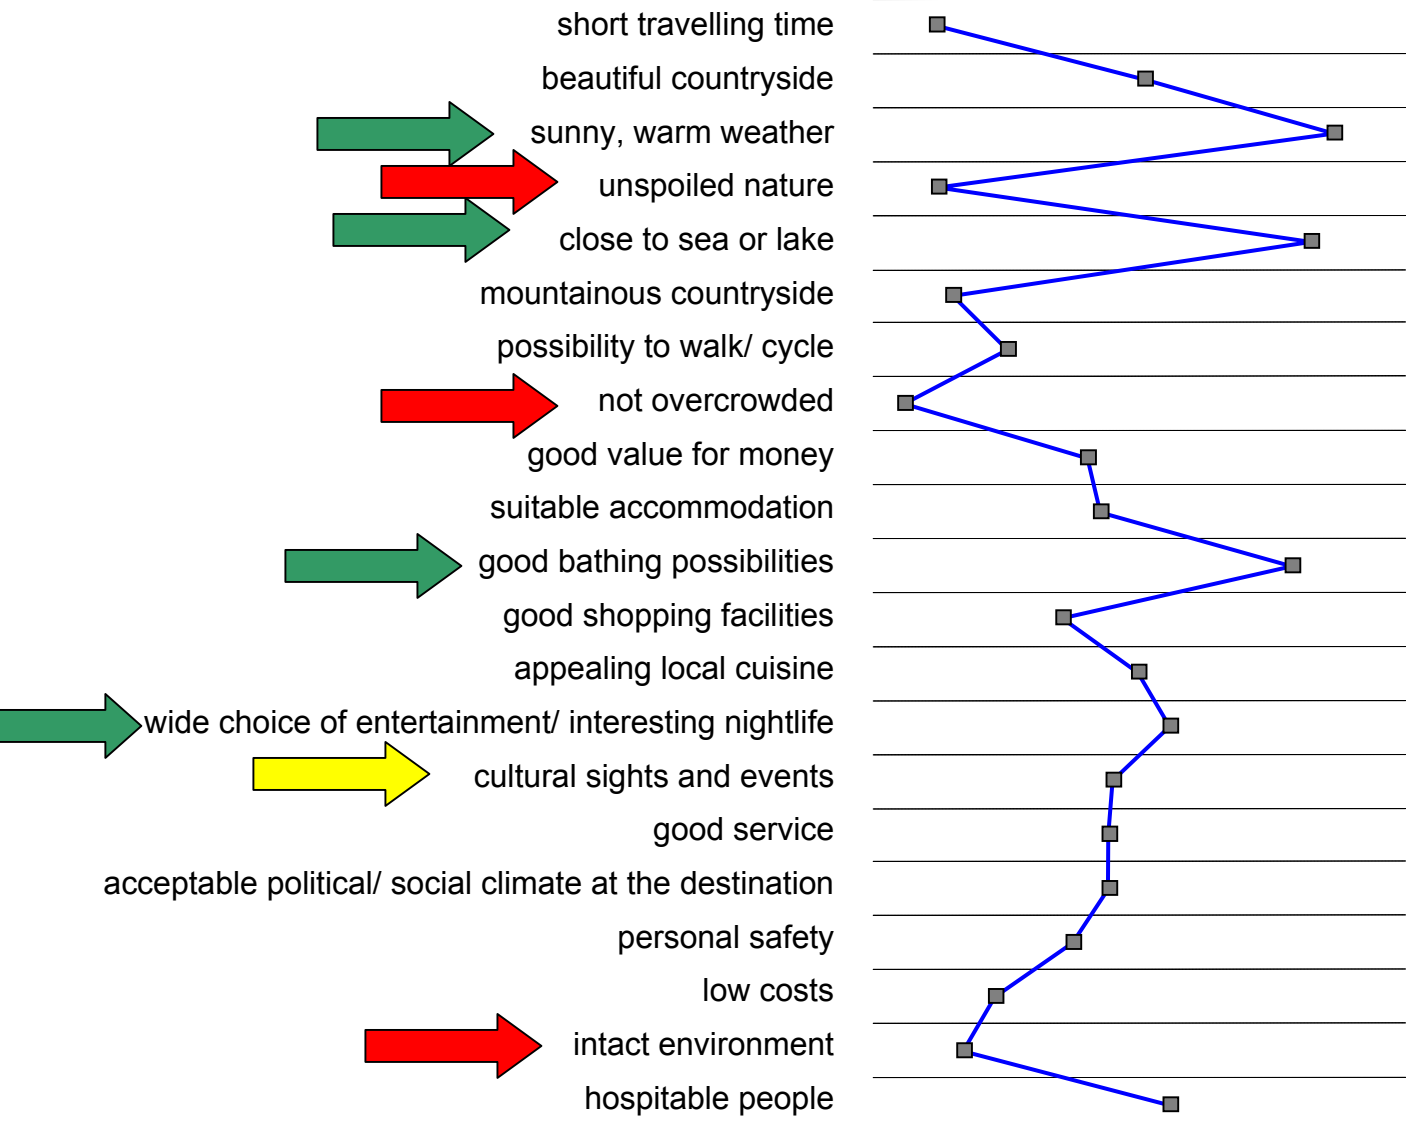 short travelling time
beautiful countryside
sunny, warm weather
unspoiled nature
close to sea or lake
mountainous countryside
possibility to walk/ cycle
not overcrowded
good value for money
suitable accommodation
good bathing possibilities
good shopping facilities
appealing local cuisine
wide choice of entertainment/ interesting nightlife
cultural sights and events
good service
acceptable political/ social climate at the destination
personal safety
low costs
intact environment
hospitable people